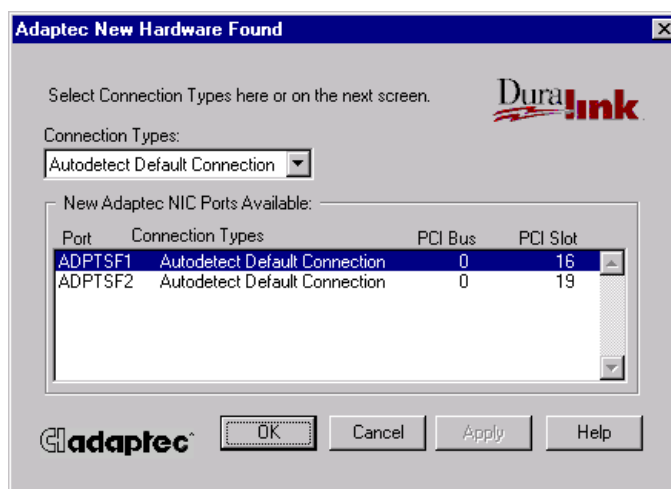 Adaptec New Hardware Found
Select Connection Types here or on the next screen.
Duralink
Connection Types:
Autodetect Default Connection
New Adaptec NIC Ports Available:
Port Connection Types PCI Bus PCI Slot
ADPTSF1 Autodetect Default Connection 0 16
ADPTSF2 Autodetect Default Connection 0 19
adaptec
OK Cancel Apply Help